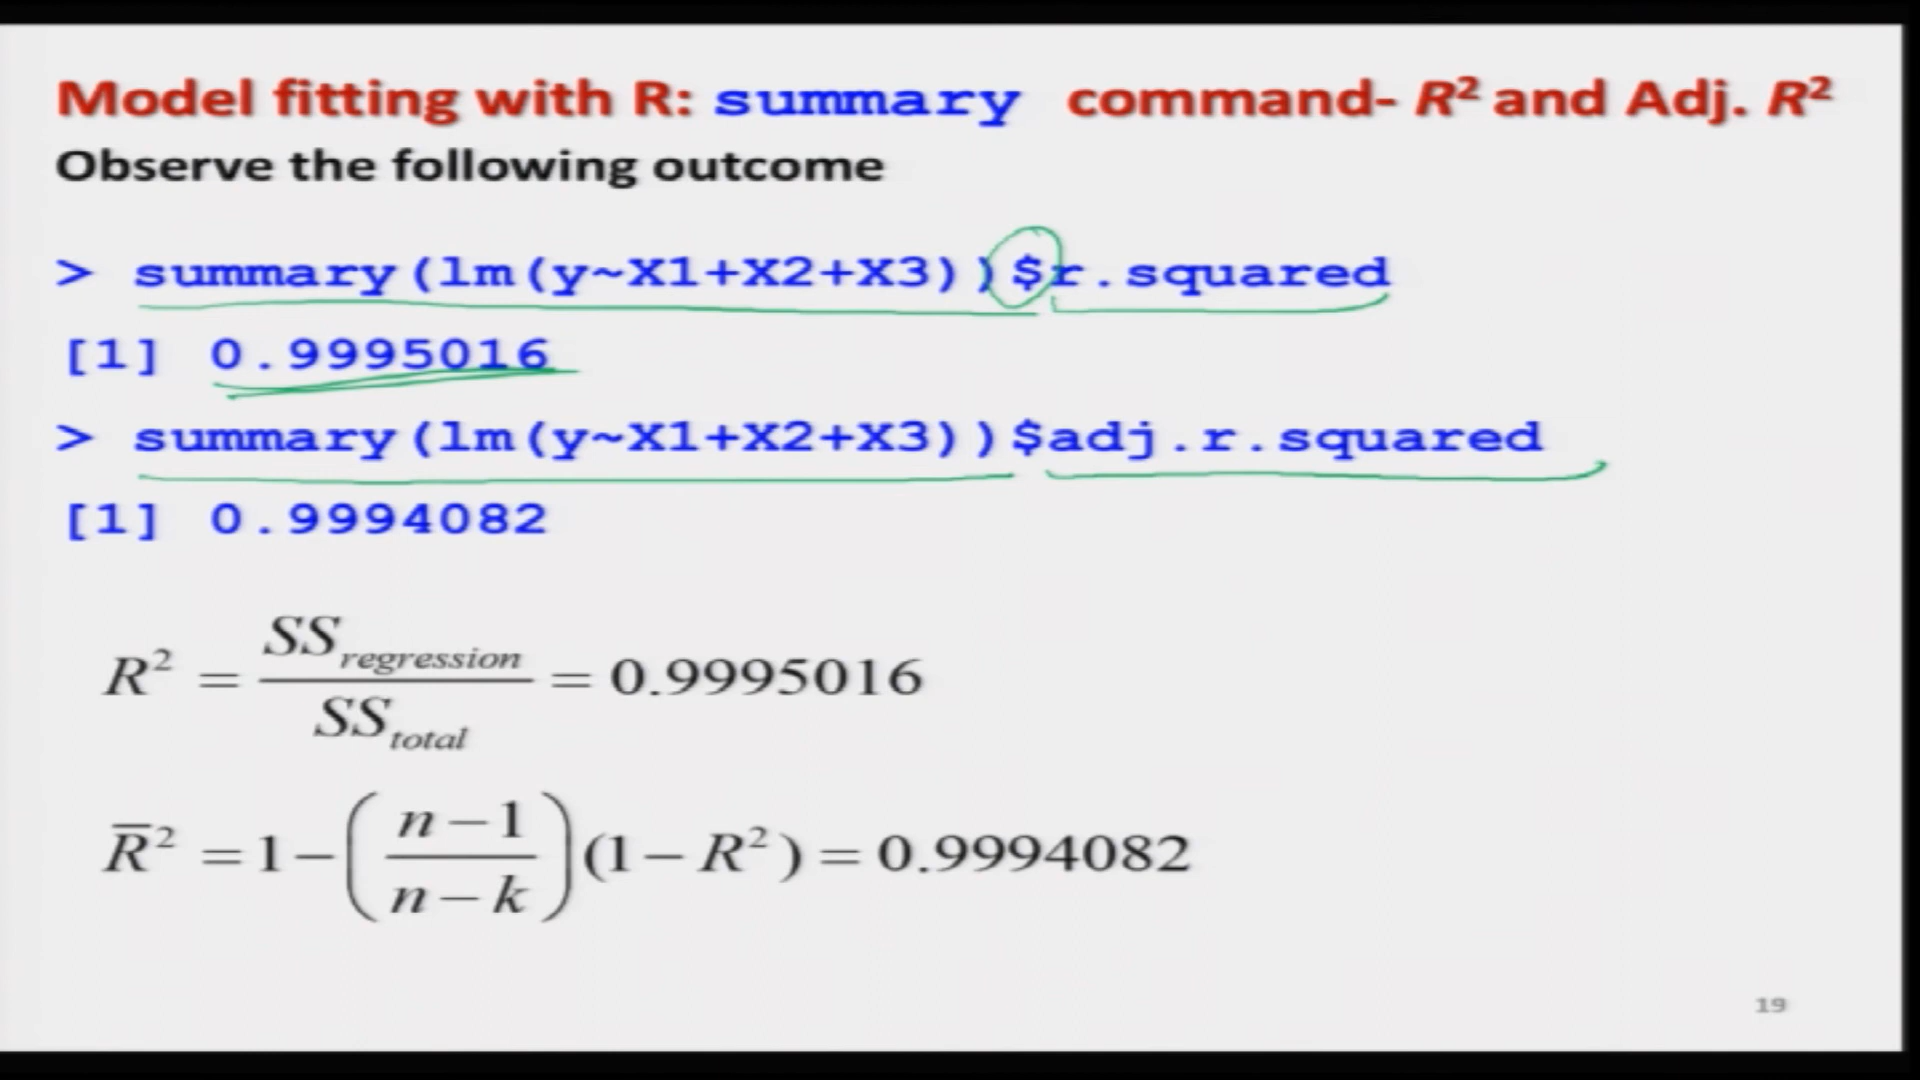 Model fitting with R: summary command- R² and Adj. R²
Observe the following outcome
> summary(lm(y~X1+X2+X3))$r.squared
[1] 0.9995016
> summary(lm(y~X1+X2+X3))$adj.r.squared
[1] 0.9994082
R² = SS_regression / SS_total = 0.9995016
R̅² = 1 − ( n − 1 / n − k ) (1 − R²) = 0.9994082
19